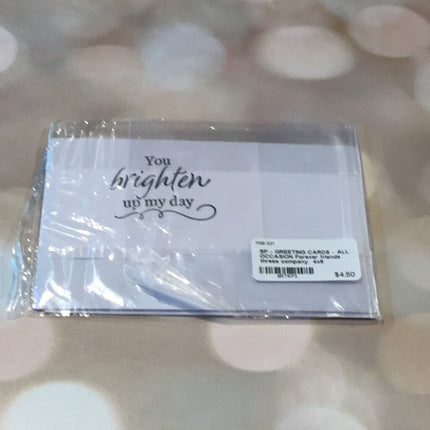 You
brighten
up my day
SP - GREETING CARDS - ALL
OCCASION Forever friends
threes company 4x6
$4.50